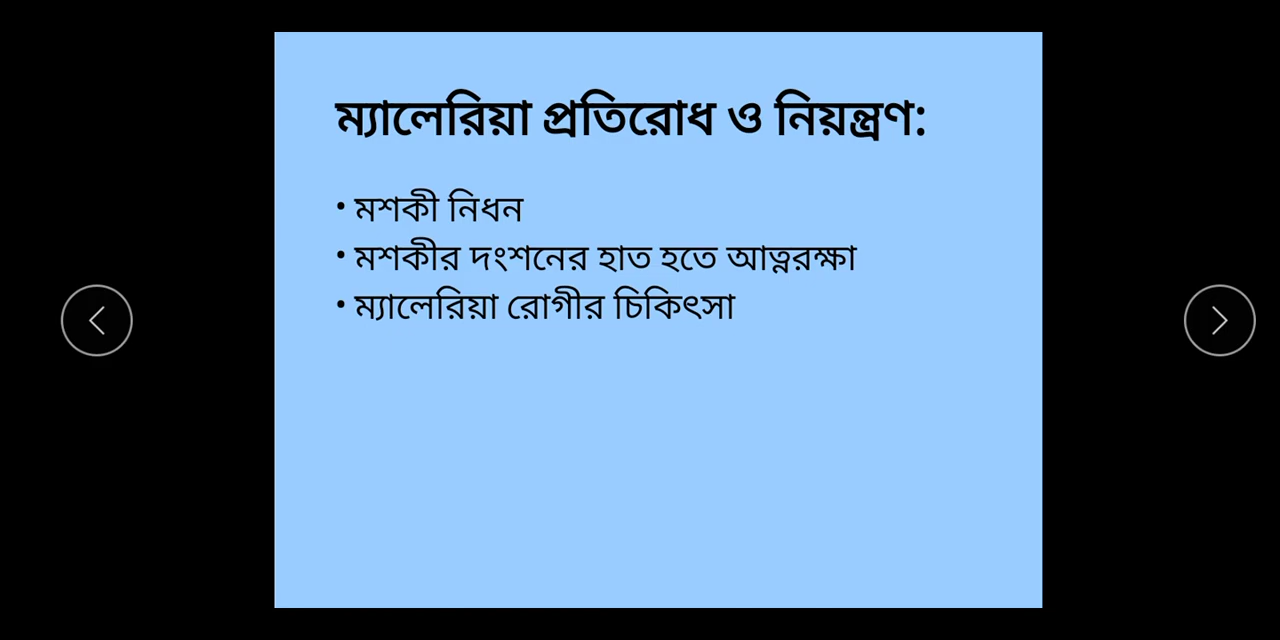 ম্যালেরিয়া প্রতিরোধ ও নিয়ন্ত্রণ:
• মশকী নিধন
• মশকীর দংশনের হাত হতে আত্নরক্ষা
• ম্যালেরিয়া রোগীর চিকিৎসা